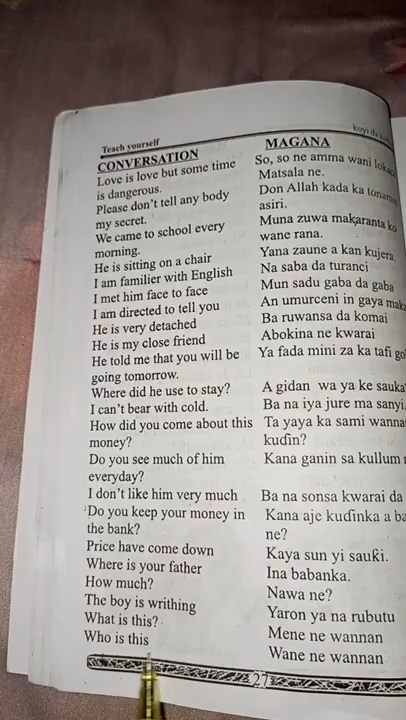 Teach yourself
koyi da
CONVERSATION
Love is love but some time
is dangerous.
Please don't tell any body
my secret.
We came to school every
morning.
He is sitting on a chair
I am familier with English
I met him face to face
I am directed to tell you
He is very detached
He is my close friend
He told me that you will be
going tomorrow.
Where did he use to stay?
I can't bear with cold.
How did you come about this
money?
Do you see much of him
everyday?
I don't like him very much
Do you keep your money in
the bank?
Price have come down
Where is your father
How much?
The boy is writhing
What is this?
Who is this
MAGANA
So, so ne amma wani
Matsala ne.
Don Allah kada ka
asiri.
Muna zuwa makaranta ko
wane rana.
Yana zaune a kan kujera,
Na saba da turanci
Mun sadu gaba da gaba
An umurceni in gaya
Ba ruwansa da komai
Abokina ne kwarai
Ya fada mini za ka tafi
A gidan wa ya ke
Ba na iya jure ma sanyi.
Ta yaya ka sami
kuɗin?
Kana ganin sa kullum
Ba na sonsa kwarai da
Kana aje kuɗinka a
ne?
Kaya sun yi sauƙi.
Ina babanka.
Nawa ne?
Yaron ya na rubutu
Mene ne wannan
Wane ne wannan
27